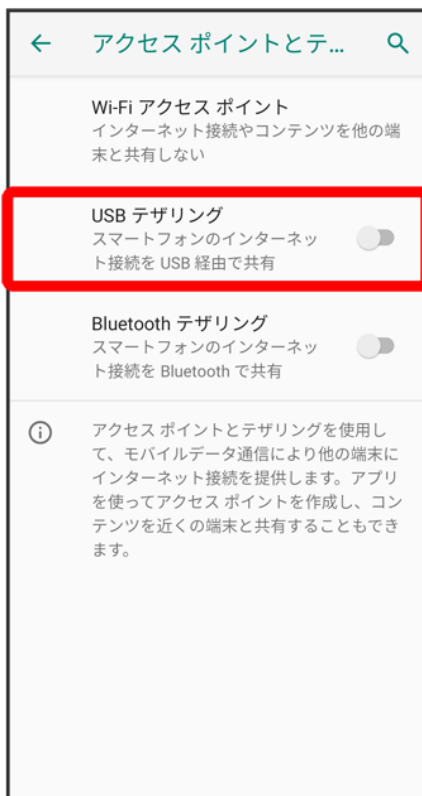 アクセス ポイントとテ...
Wi-Fi アクセス ポイント
インターネット接続やコンテンツを他の端
末と共有しない
USB テザリング
スマートフォンのインターネッ
ト接続を USB 経由で共有
Bluetooth テザリング
スマートフォンのインターネッ
ト接続を Bluetooth で共有
アクセス ポイントとテザリングを使用し
て、モバイルデータ通信により他の端末に
インターネット接続を提供します。アプリ
を使ってアクセス ポイントを作成し、コン
テンツを近くの端末と共有することもでき
ます。